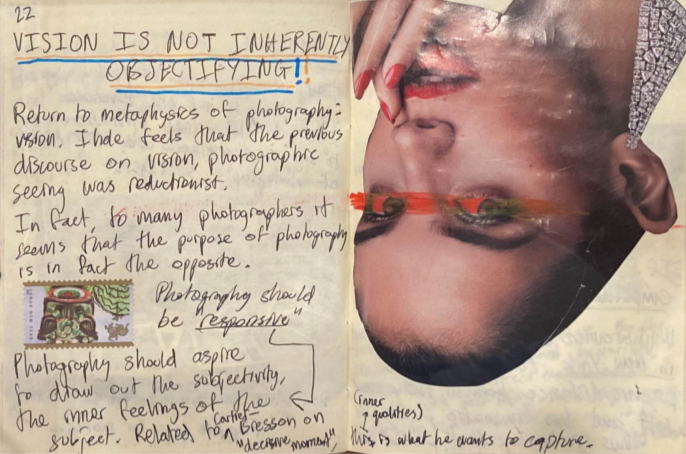 22
VISION IS NOT INHERENTLY
OBJECTIFYING!!
Return to metaphysics of photography:
vision. Ihde feels that the previous
discourse on vision, photographic
seeing was reductionist.
In fact, to many photographers it
seems that the purpose of photography
is in fact the opposite.
Photography should
be "responsive"
Photography should aspire
to draw out the subjectivity,
the inner feelings of the
subject. Related to Cartier-Bresson on
"decisive moment",
(inner
qualities)
this is what he wants to capture.